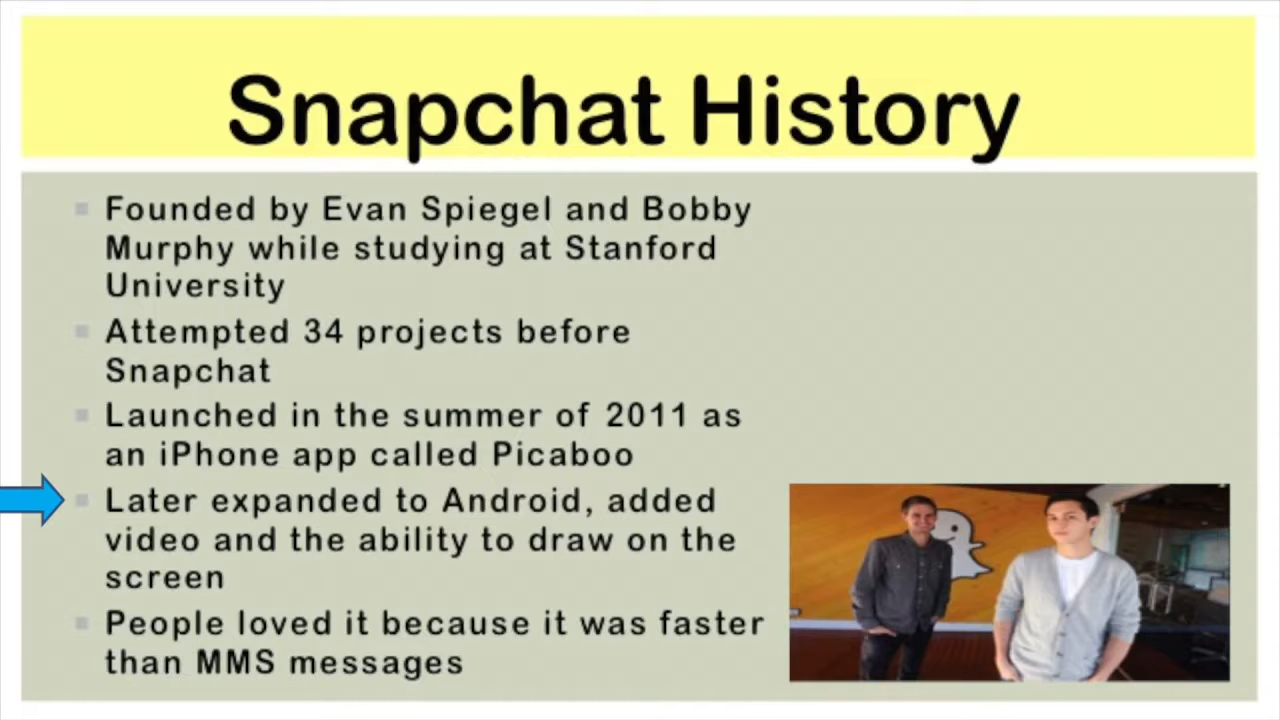 Snapchat History
Founded by Evan Spiegel and Bobby
Murphy while studying at Stanford
University
Attempted 34 projects before
Snapchat
Launched in the summer of 2011 as
an iPhone app called Picaboo
Later expanded to Android, added
video and the ability to draw on the
screen
People loved it because it was faster
than MMS messages